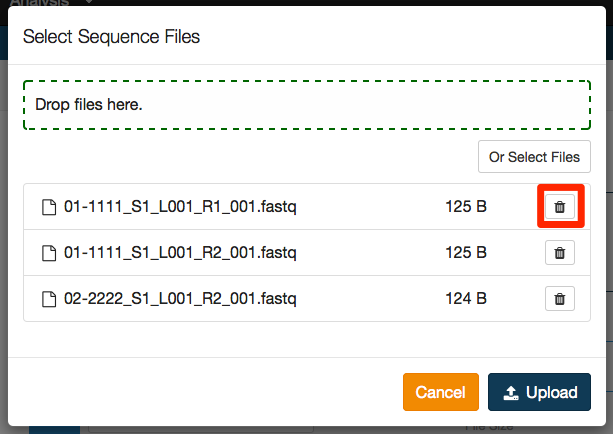 Analysis
Select Sequence Files
Drop files here.
Or Select Files
01-1111_S1_L001_R1_001.fastq 125 B
01-1111_S1_L001_R2_001.fastq 125 B
02-2222_S1_L001_R2_001.fastq 124 B
Cancel Upload
File Size